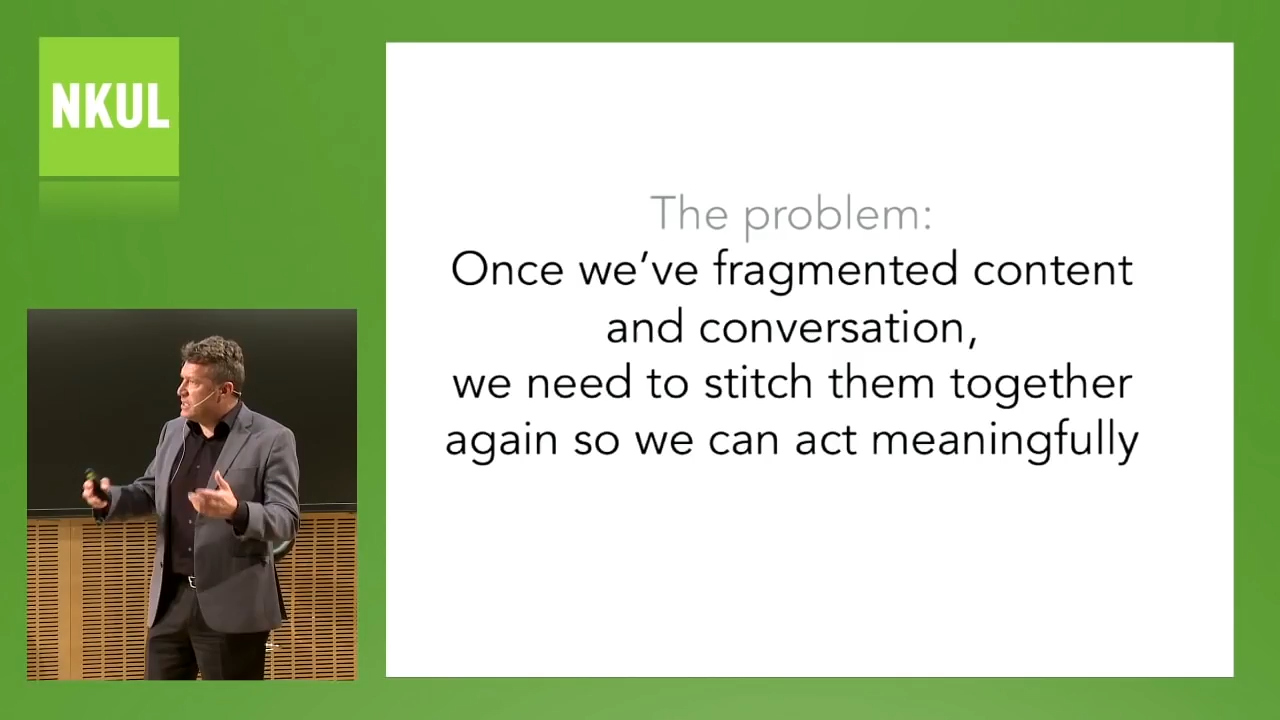 NKUL
The problem:
Once we’ve fragmented content
and conversation,
we need to stitch them together
again so we can act meaningfully